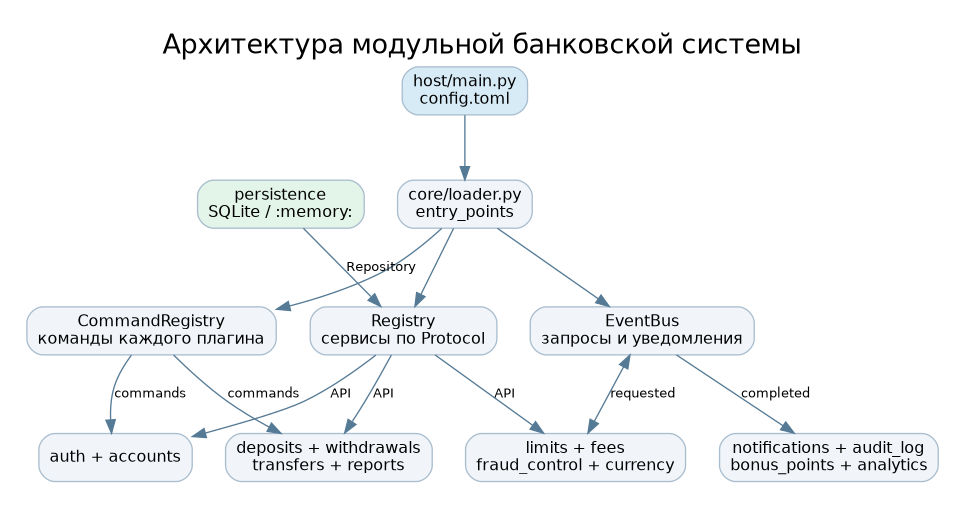 Архитектура модульной банковской системы
host/main.py
config.toml
persistence
SQLite / :memory:
core/loader.py
entry_points
Repository
CommandRegistry
команды каждого плагина
Registry
сервисы по Protocol
EventBus
запросы и уведомления
commands
commands
API
API
API
requested
completed
auth + accounts
deposits + withdrawals
transfers + reports
limits + fees
fraud_control + currency
notifications + audit_log
bonus_points + analytics